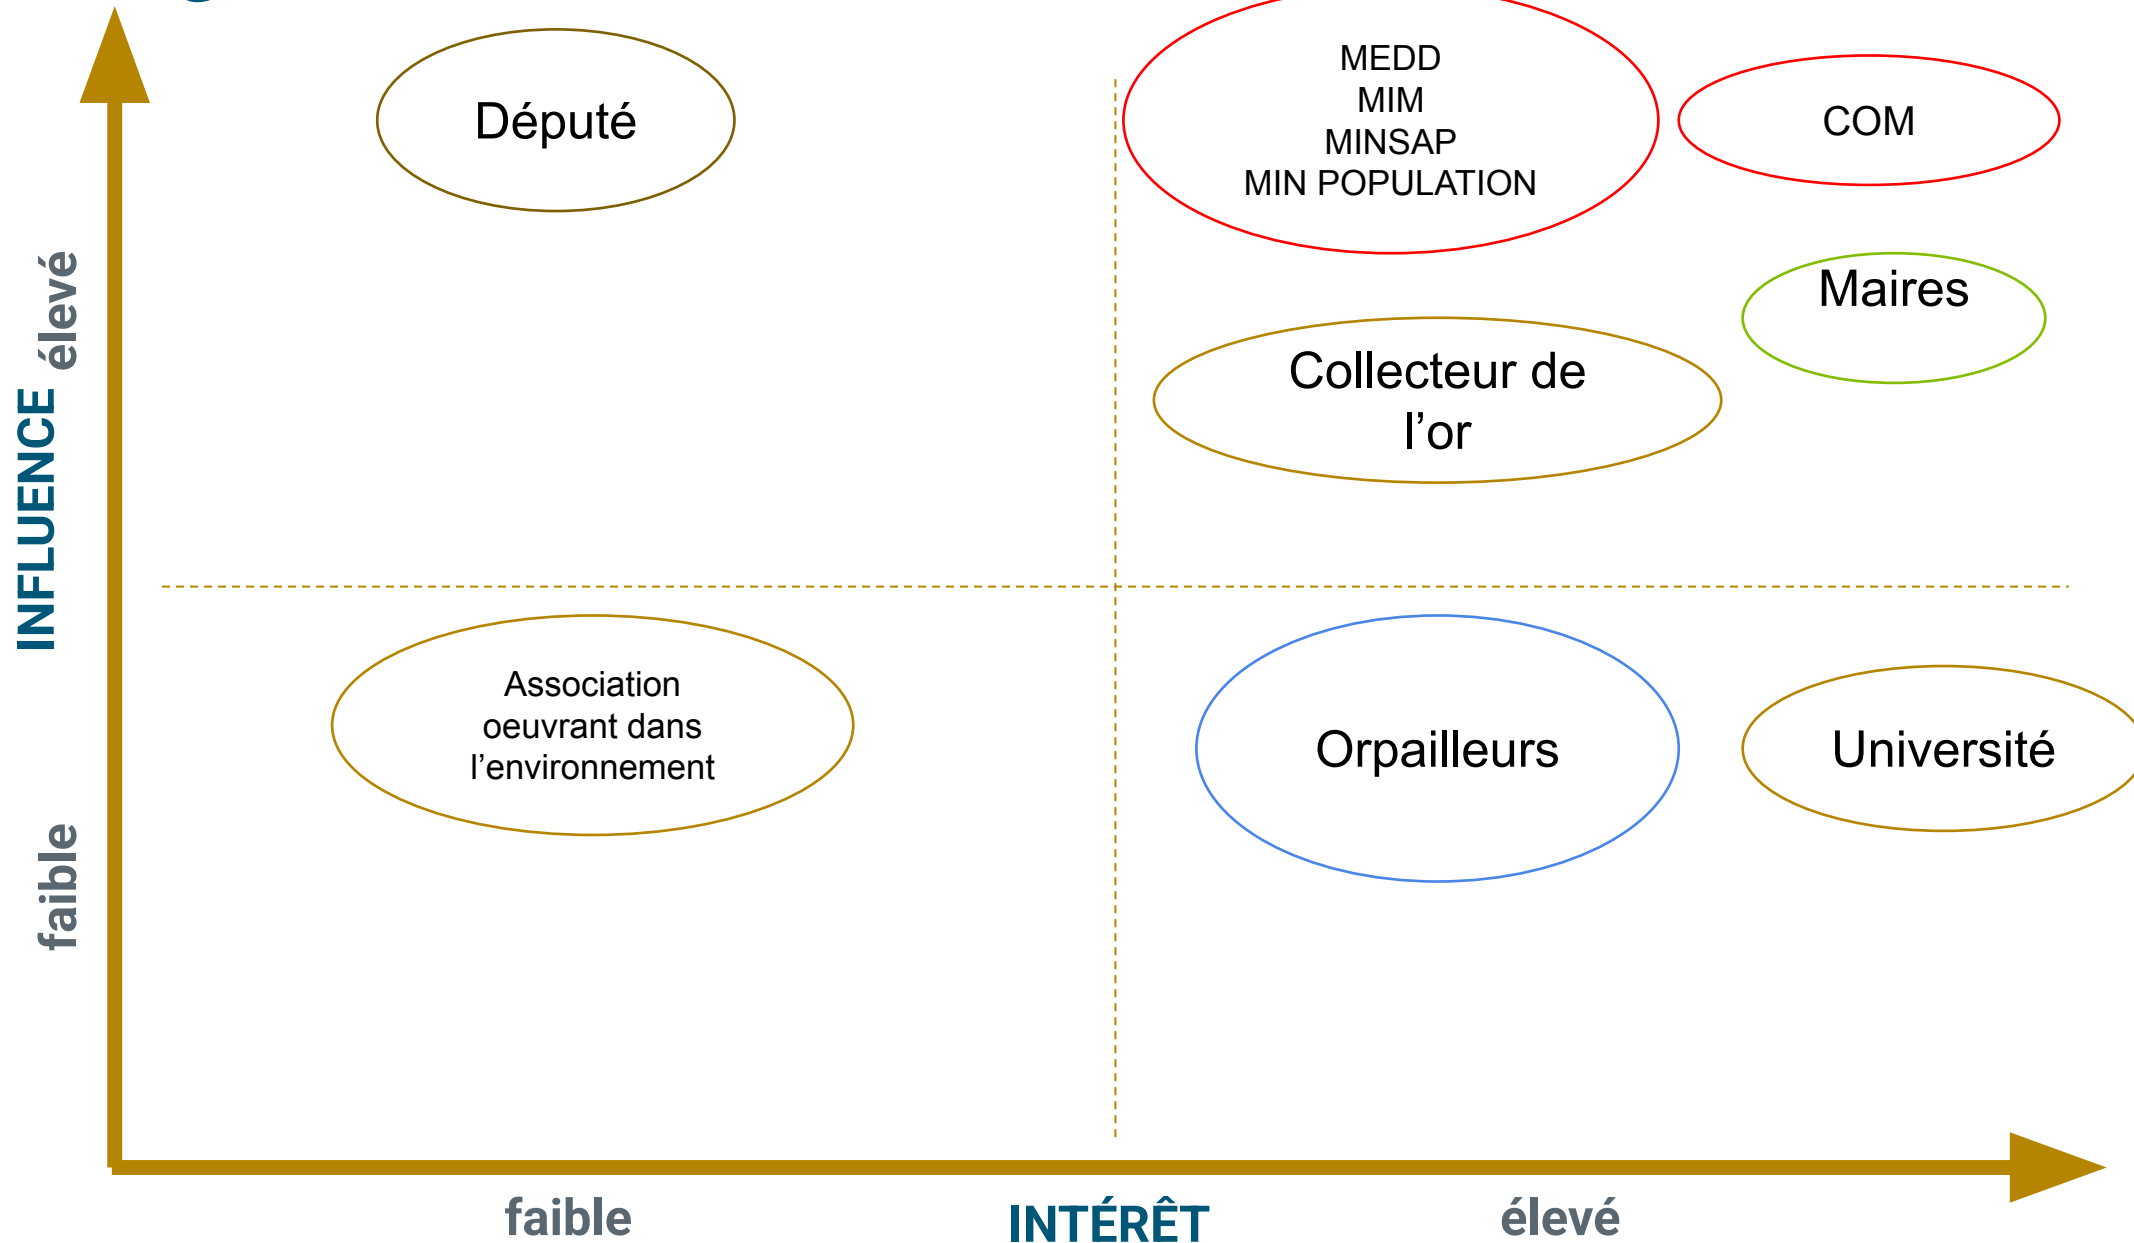 Député
MEDD
MIM
MINSAP
MIN POPULATION
COM
Maires
Collecteur de
l’or
élevé
INFLUENCE
faible
Association
oeuvrant dans
l’environnement
Orpailleurs
Université
faible
INTÉRÊT
élevé